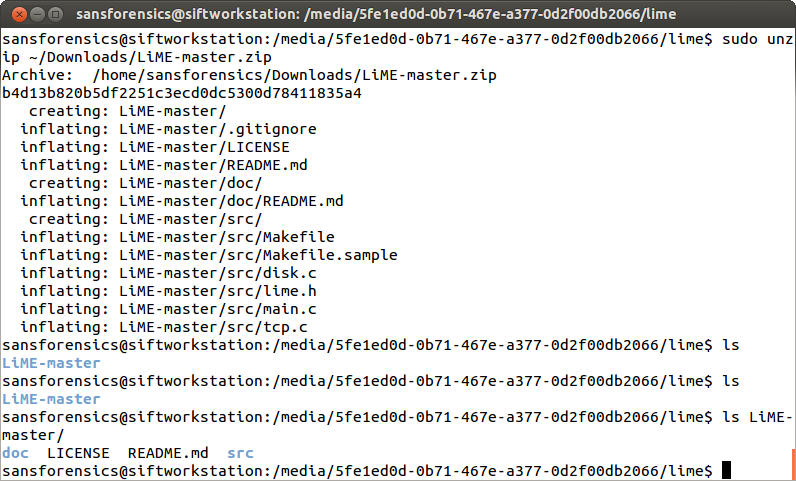 sansforensics@siftworkstation: /media/5fe1ed0d-0b71-467e-a377-0d2f00db2066/lime
sansforensics@siftworkstation:/media/5fe1ed0d-0b71-467e-a377-0d2f00db2066/lime$ sudo unz
ip ~/Downloads/LiME-master.zip
Archive:  /home/sansforensics/Downloads/LiME-master.zip
b4d13b820b5df2251c3ecd0dc5300d78411835a4
   creating: LiME-master/
  inflating: LiME-master/.gitignore
  inflating: LiME-master/LICENSE
  inflating: LiME-master/README.md
   creating: LiME-master/doc/
  inflating: LiME-master/doc/README.md
   creating: LiME-master/src/
  inflating: LiME-master/src/Makefile
  inflating: LiME-master/src/Makefile.sample
  inflating: LiME-master/src/disk.c
  inflating: LiME-master/src/lime.h
  inflating: LiME-master/src/main.c
  inflating: LiME-master/src/tcp.c
sansforensics@siftworkstation:/media/5fe1ed0d-0b71-467e-a377-0d2f00db2066/lime$ ls
LiME-master
sansforensics@siftworkstation:/media/5fe1ed0d-0b71-467e-a377-0d2f00db2066/lime$ ls
LiME-master
sansforensics@siftworkstation:/media/5fe1ed0d-0b71-467e-a377-0d2f00db2066/lime$ ls LiME-
master/
doc  LICENSE  README.md  src
sansforensics@siftworkstation:/media/5fe1ed0d-0b71-467e-a377-0d2f00db2066/lime$